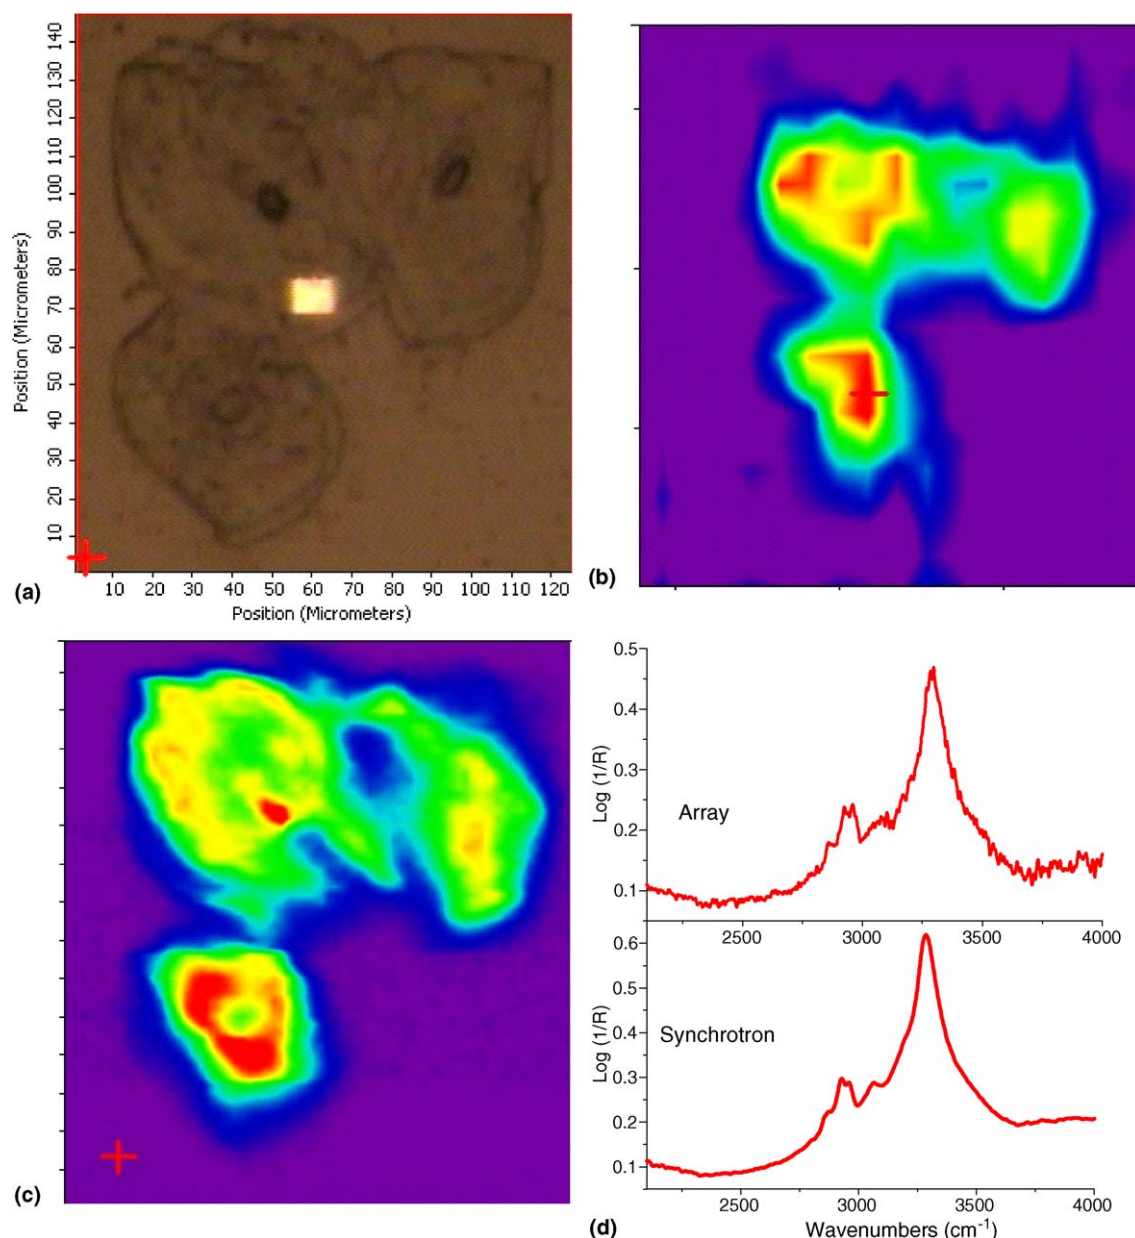 140
130
120
110
100
90
80
70
60
50
40
30
20
10
Position (Micrometers)
10 20 30 40 50 60 70 80 90 100 110 120
Position (Micrometers)
(a)
(b)
(c)
0.5
0.4
0.3
0.2
0.1
Log (1/R)
Array
2500 3000 3500 4000
0.6
0.5
0.4
0.3
0.2
0.1
Log (1/R)
Synchrotron
2500 3000 3500 4000
Wavenumbers (cm⁻¹)
(d)